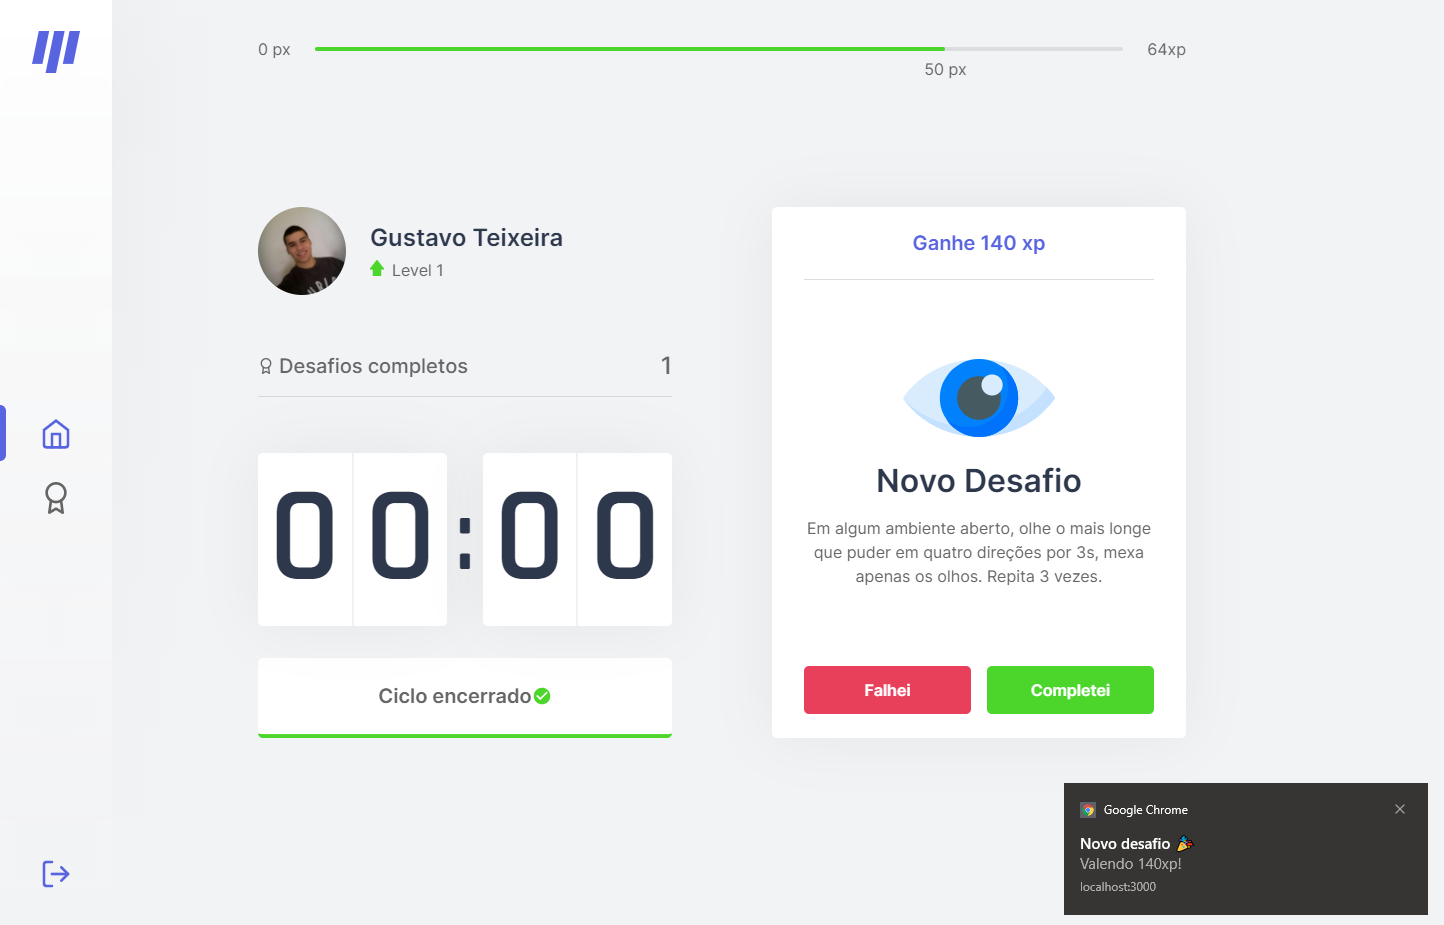 0 px
64xp
50 px
Gustavo Teixeira
Level 1
Desafios completos
1
00:00
Ciclo encerrado
Ganhe 140 xp
Novo Desafio
Em algum ambiente aberto, olhe o mais longe
que puder em quatro direções por 3s, mexa
apenas os olhos. Repita 3 vezes.
Falhei
Completei
Google Chrome
Novo desafio 🎉
Valendo 140xp!
localhost:3000